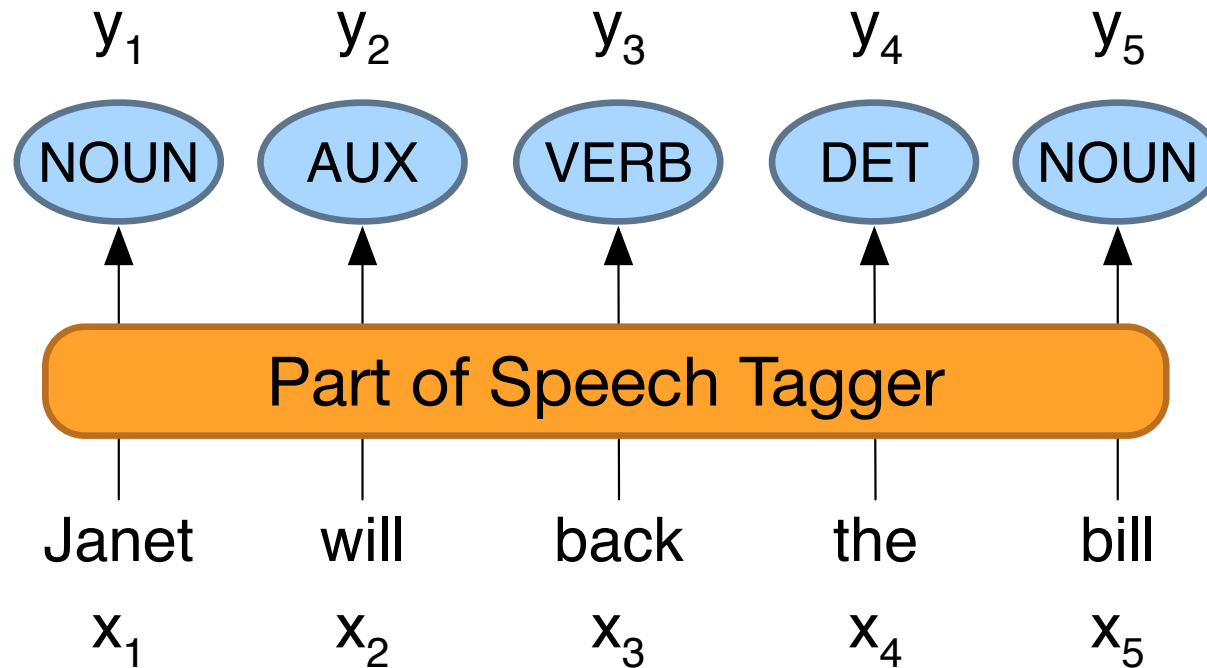 y₁ y₂ y₃ y₄ y₅
NOUN AUX VERB DET NOUN
Part of Speech Tagger
Janet will back the bill
x₁ x₂ x₃ x₄ x₅